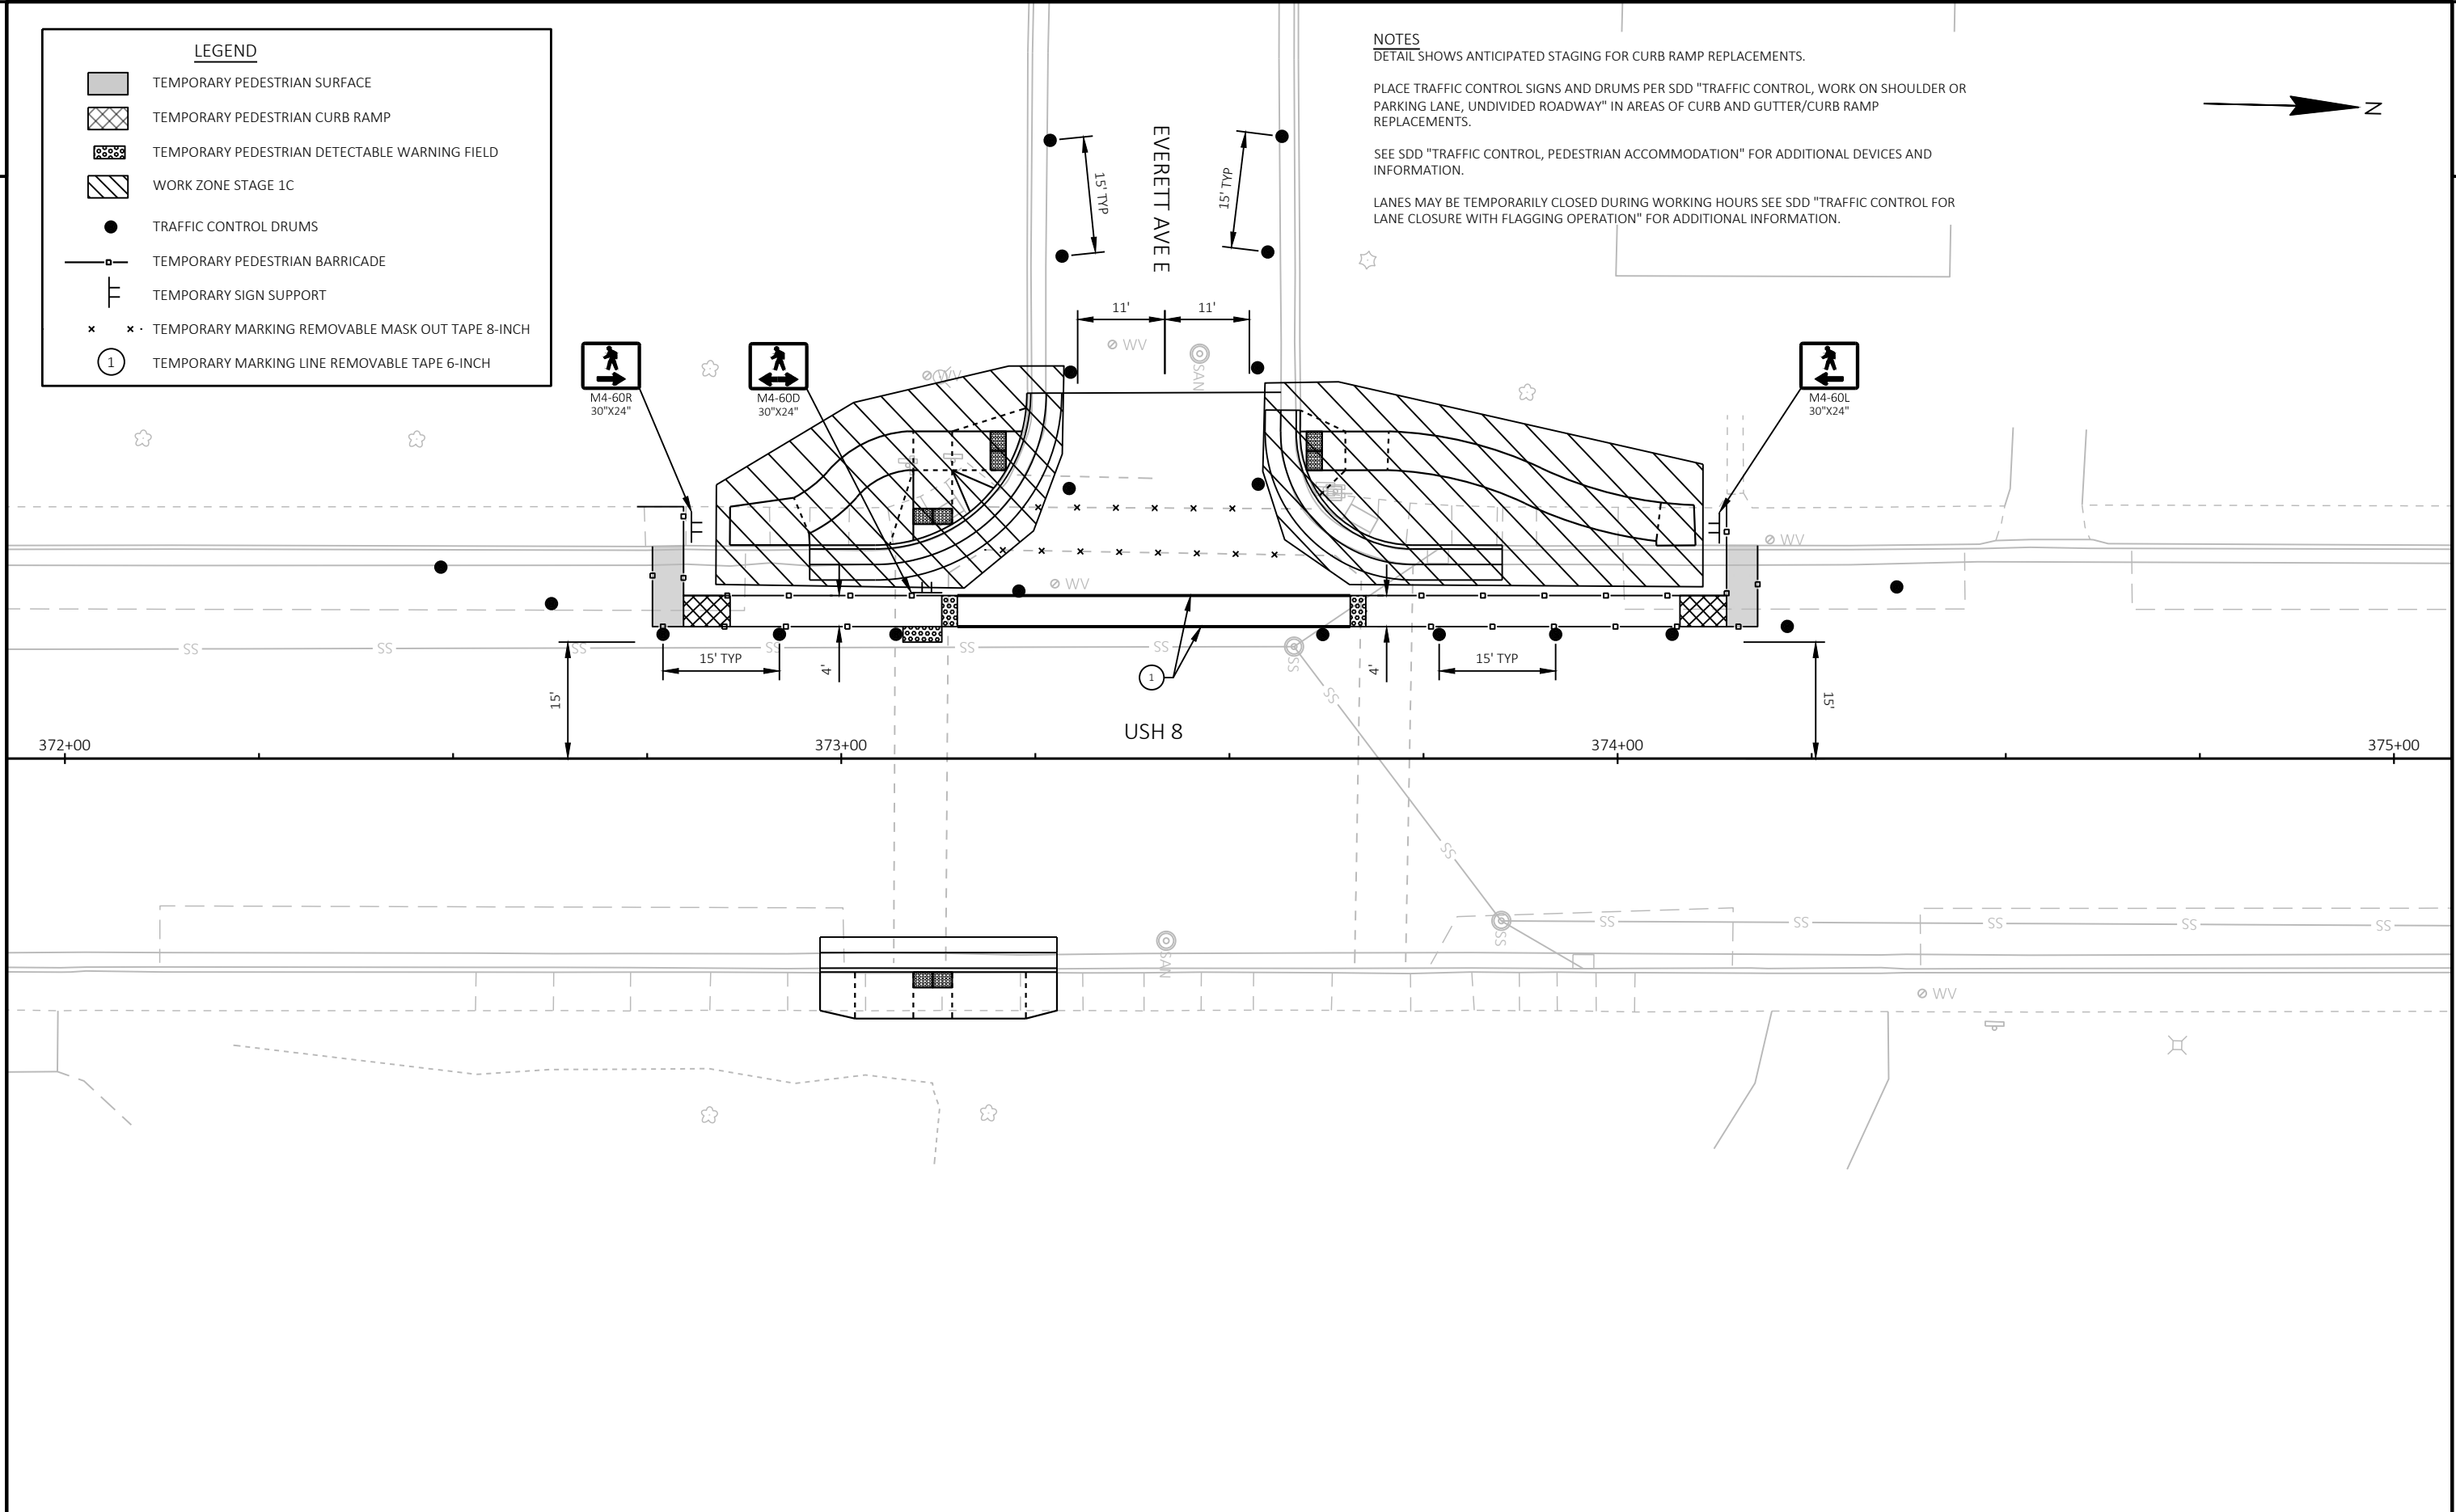 LEGEND
TEMPORARY PEDESTRIAN SURFACE
TEMPORARY PEDESTRIAN CURB RAMP
TEMPORARY PEDESTRIAN DETECTABLE WARNING FIELD
WORK ZONE STAGE 1C
TRAFFIC CONTROL DRUMS
TEMPORARY PEDESTRIAN BARRICADE
TEMPORARY SIGN SUPPORT
TEMPORARY MARKING REMOVABLE MASK OUT TAPE 8-INCH
1 TEMPORARY MARKING LINE REMOVABLE TAPE 6-INCH
NOTES
DETAIL SHOWS ANTICIPATED STAGING FOR CURB RAMP REPLACEMENTS.
PLACE TRAFFIC CONTROL SIGNS AND DRUMS PER SDD "TRAFFIC CONTROL, WORK ON SHOULDER OR
PARKING LANE, UNDIVIDED ROADWAY" IN AREAS OF CURB AND GUTTER/CURB RAMP
REPLACEMENTS.
SEE SDD "TRAFFIC CONTROL, PEDESTRIAN ACCOMMODATION" FOR ADDITIONAL DEVICES AND
INFORMATION.
LANES MAY BE TEMPORARILY CLOSED DURING WORKING HOURS SEE SDD "TRAFFIC CONTROL FOR
LANE CLOSURE WITH FLAGGING OPERATION" FOR ADDITIONAL INFORMATION.
N
EVERETT AVE E
15' TYP
15' TYP
11'
11'
WV
SAN
WV
M4-60R
30"X24"
M4-60D
30"X24"
M4-60L
30"X24"
WV
WV
SS
SS
SS
SS
SS
SS
SS
15' TYP
4'
1
4'
15' TYP
15'
15'
SS
USH 8
372+00
373+00
374+00
375+00
SS
SAN
SS
SS
SS
SS
SS
SS
WV